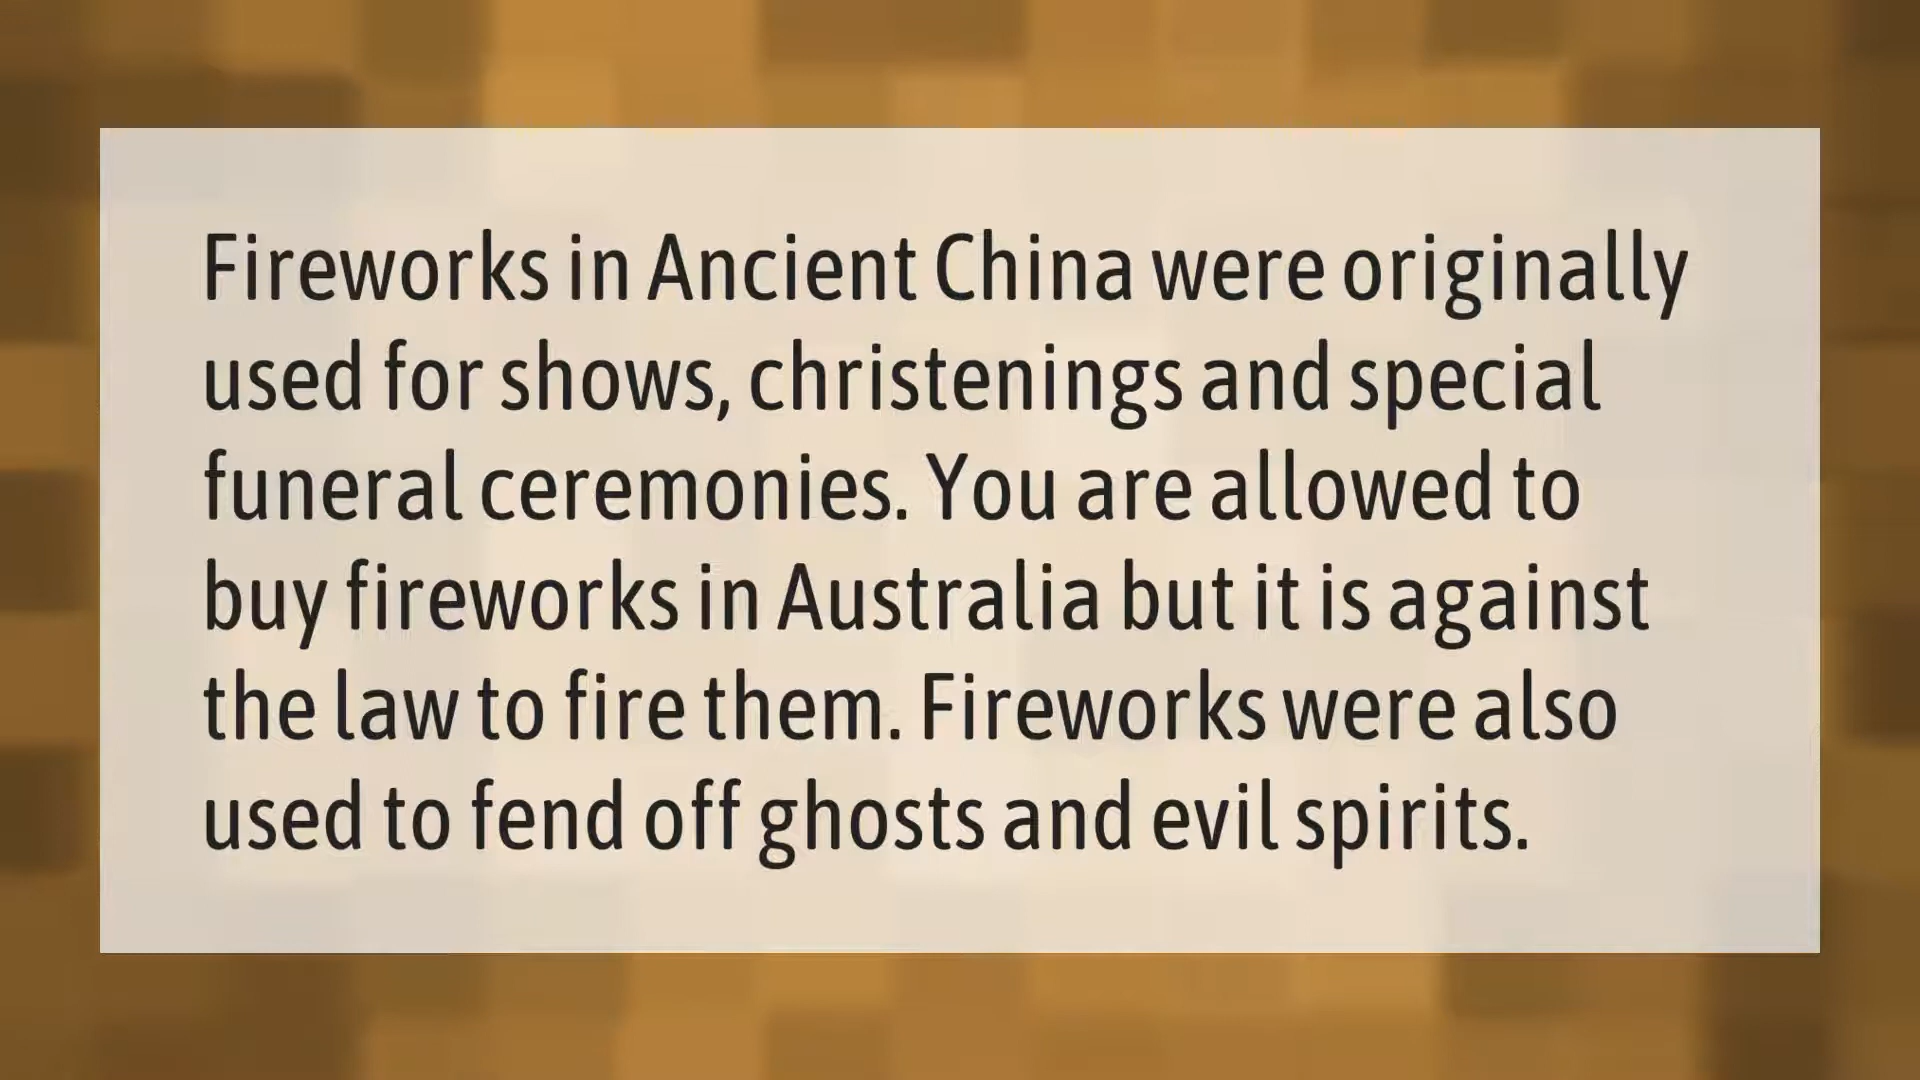 Fireworks in Ancient China were originally
used for shows, christenings and special
funeral ceremonies. You are allowed to
buy fireworks in Australia but it is against
the law to fire them. Fireworks were also
used to fend off ghosts and evil spirits.